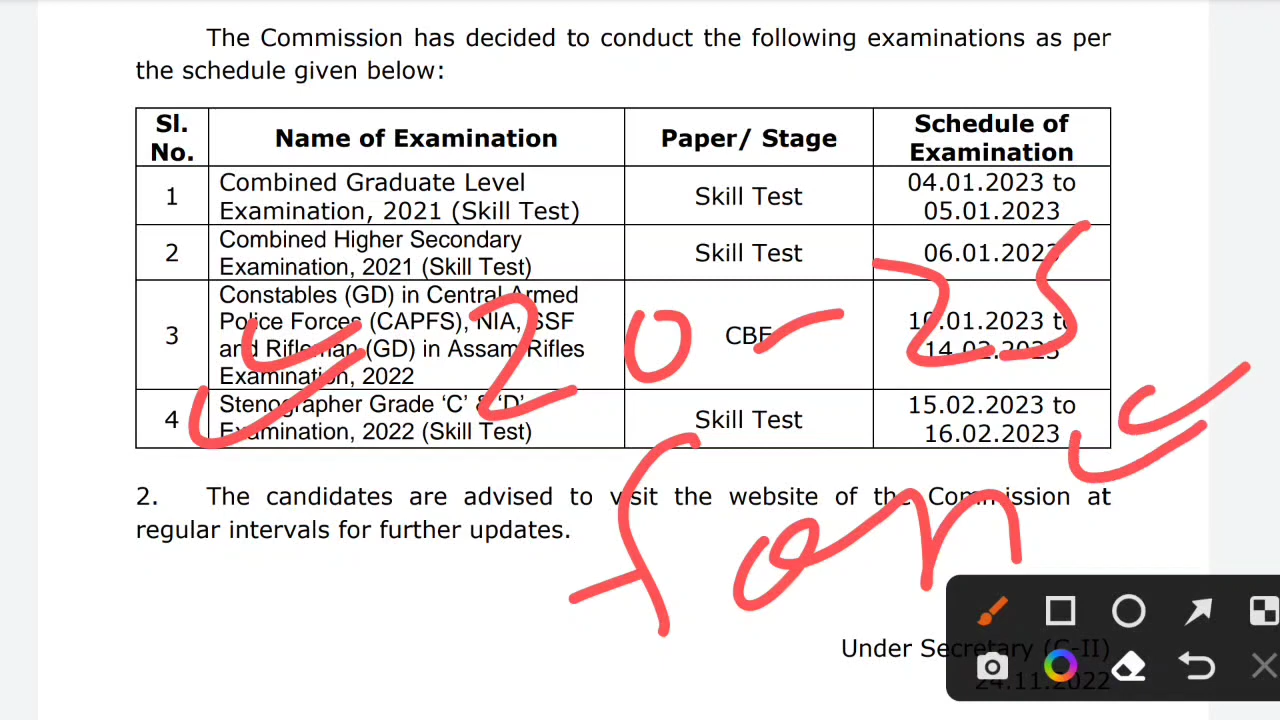 The Commission has decided to conduct the following examinations as per
the schedule given below:
Sl. No.
Name of Examination
Paper/ Stage
Schedule of Examination
1
Combined Graduate Level
Examination, 2021 (Skill Test)
Skill Test
04.01.2023 to
05.01.2023
2
Combined Higher Secondary
Examination, 2021 (Skill Test)
Skill Test
06.01.2023
3
Constables (GD) in Central Armed
Police Forces (CAPFS), NIA, SSF
and Rifleman (GD) in Assam Rifles
Examination, 2022
CBE
10.01.2023 to
14.02.2023
4
Stenographer Grade ‘C’ & ‘D’
Examination, 2022 (Skill Test)
Skill Test
15.02.2023 to
16.02.2023
20-25
2. The candidates are advised to visit the website of the Commission at
regular intervals for further updates.
Under Secretary (C-II)
24.11.2022